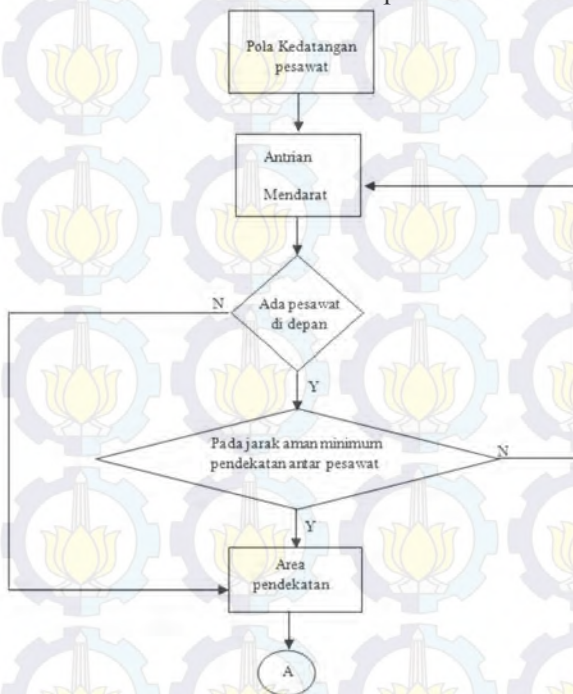 Pola Kedatangan
pesawat
Antrian
Mendarat
N
Ada pesawat
di depan
Y
Pada jarak aman minimum
pendekatan antar pesawat
N
Y
Area
pendekatan
A